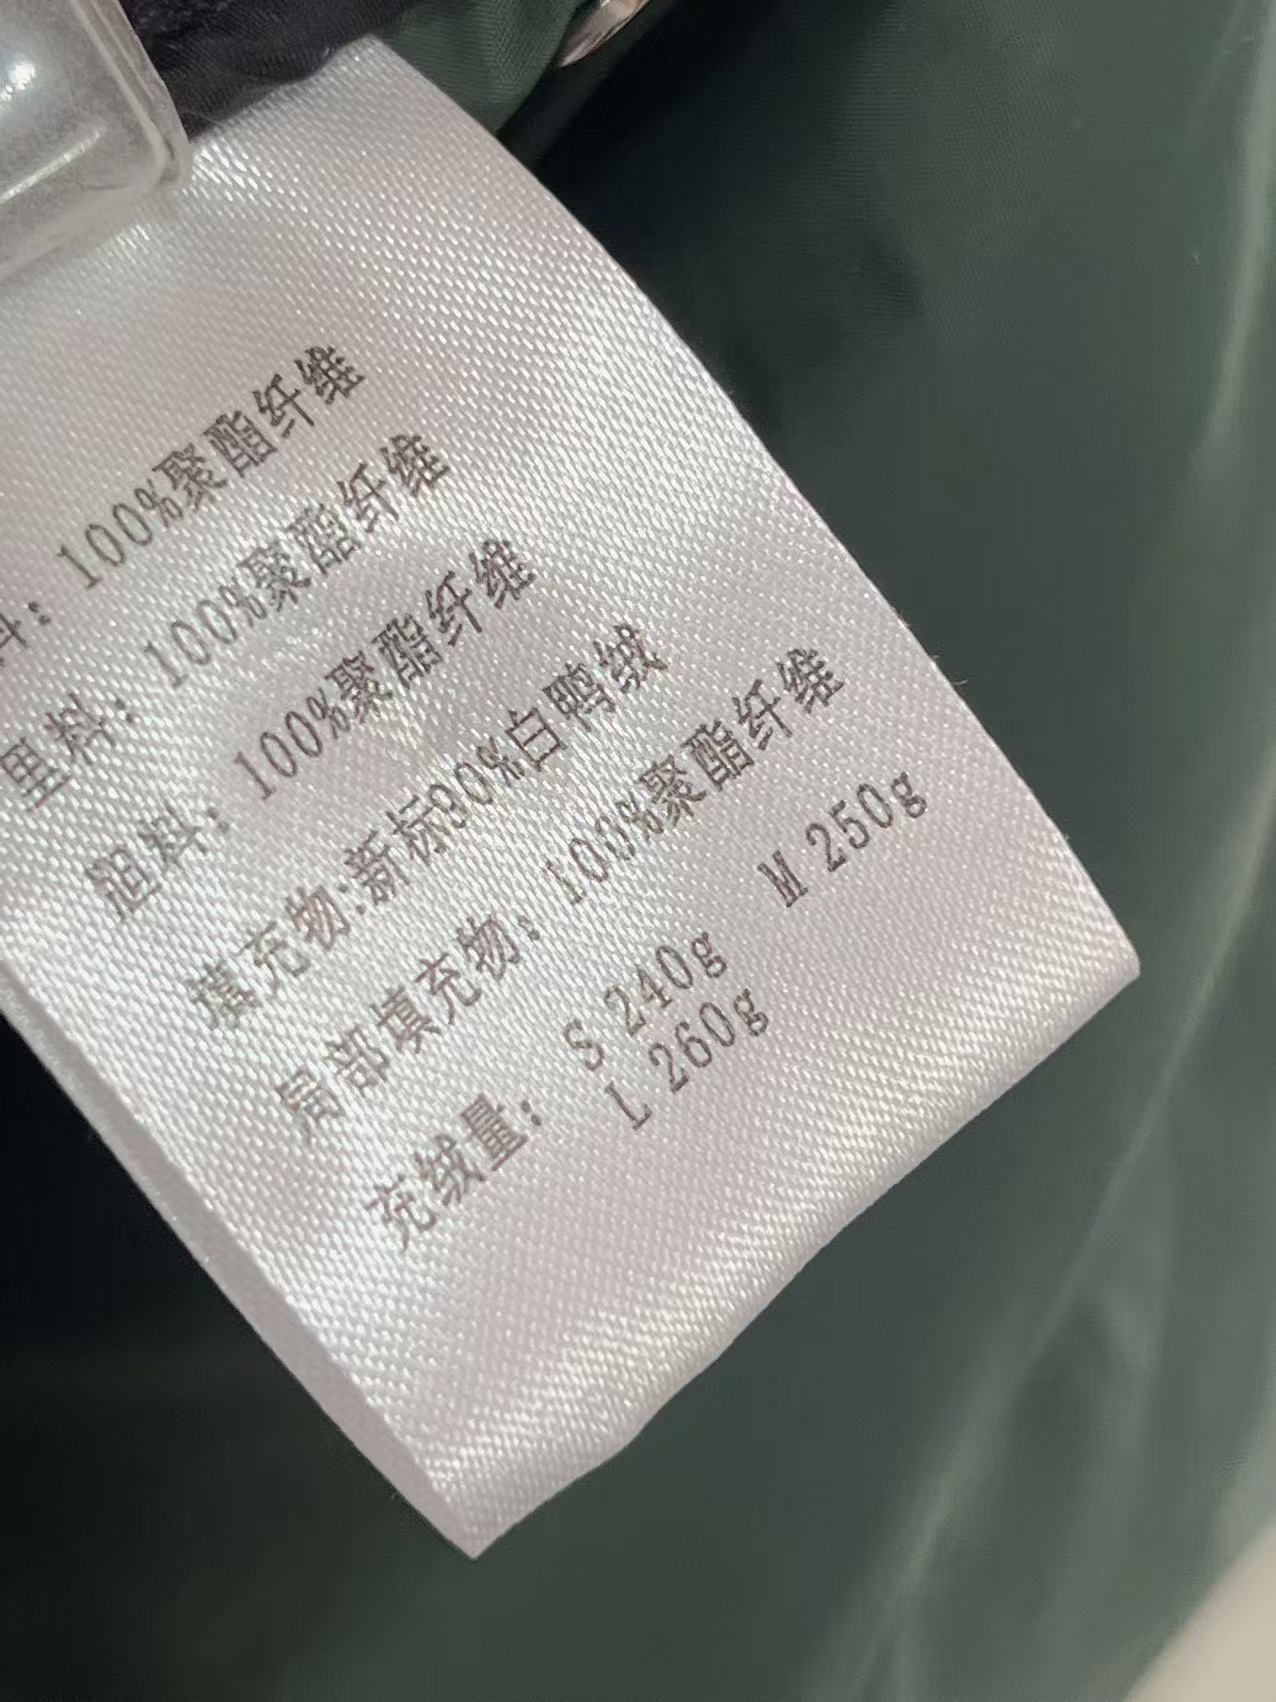 料：100%聚酯纤维
里料：100%聚酯纤维
胆料：100%聚酯纤维
填充物:新标90%白鸭绒
局部填充物：100%聚酯纤维
充绒量： S 240g M 250g
L 260g